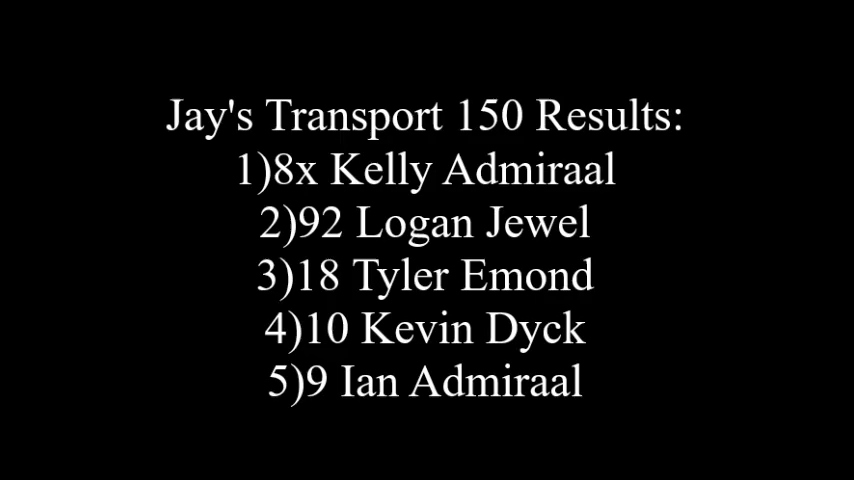 Jay's Transport 150 Results:
1)8x Kelly Admiraal
2)92 Logan Jewel
3)18 Tyler Emond
4)10 Kevin Dyck
5)9 Ian Admiraal